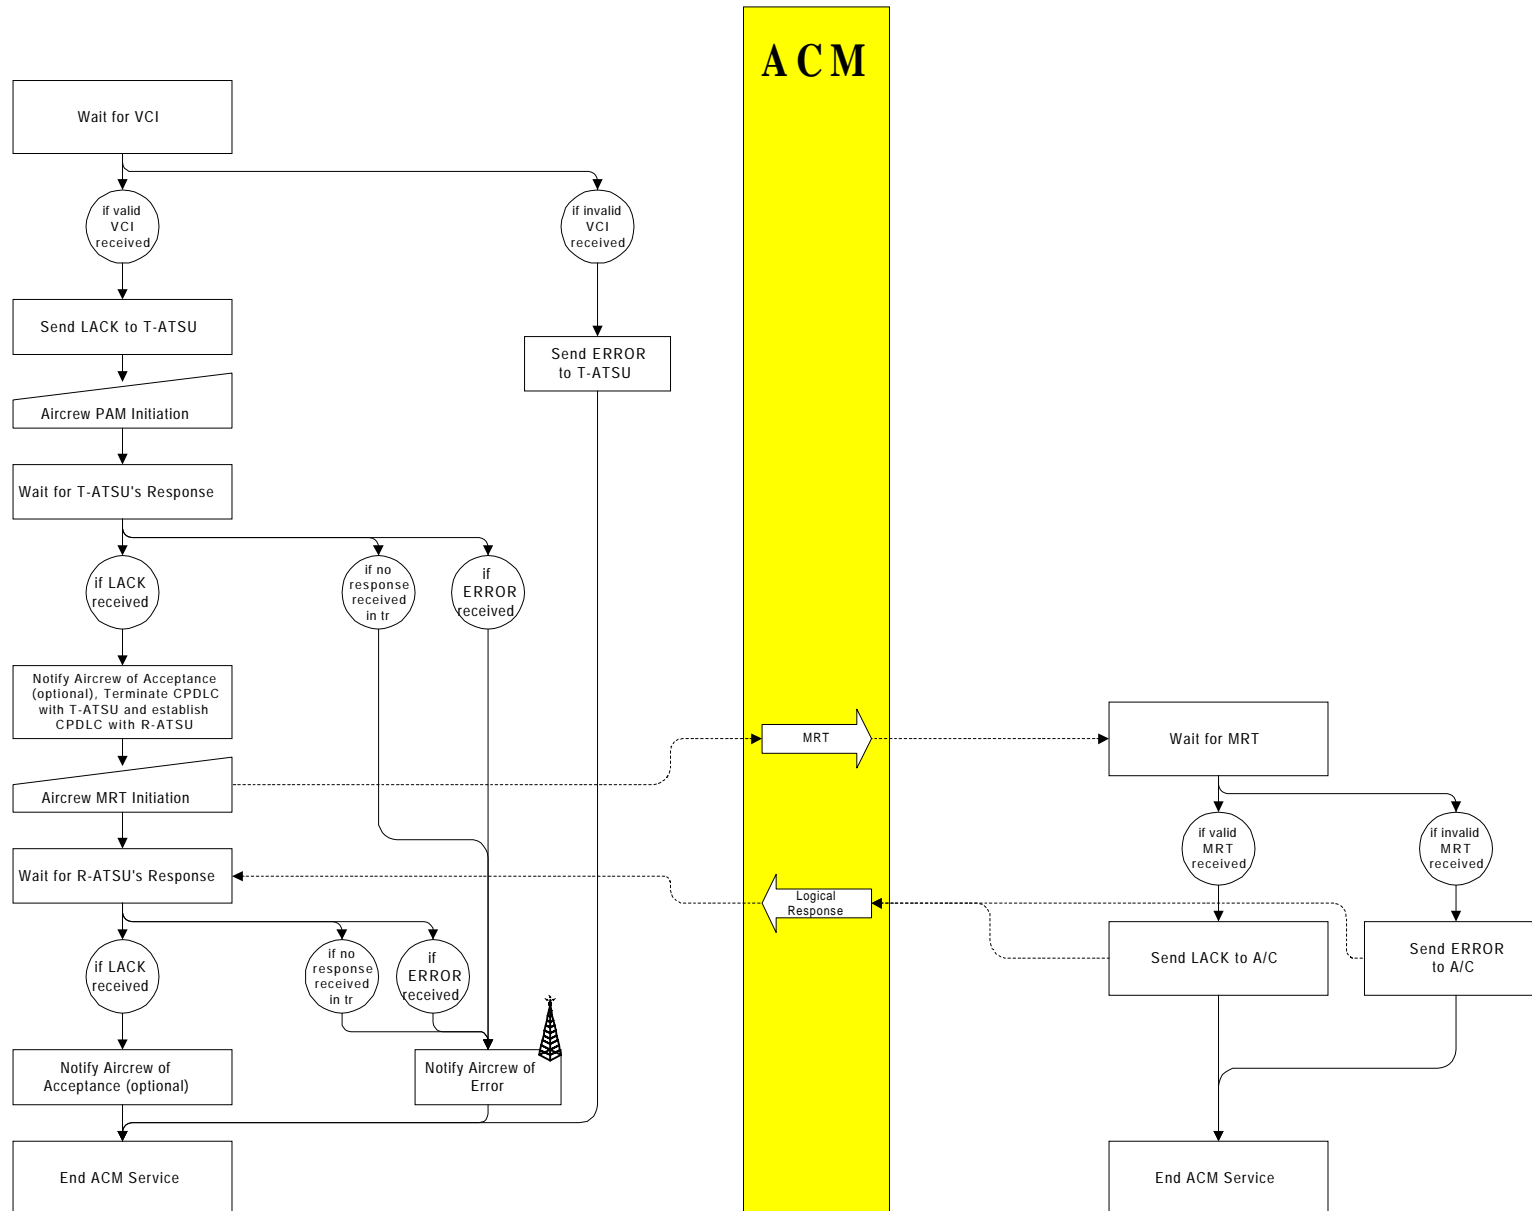 ACM
Wait for VCI
if valid
VCI
received
if invalid
VCI
received
Send LACK to T-ATSU
Send ERROR
to T-ATSU
Aircrew PAM Initiation
Wait for T-ATSU's Response
if LACK
received
if no
response
received
in tr
if
ERROR
received
Notify Aircrew of Acceptance
(optional), Terminate CPDLC
with T-ATSU and establish
CPDLC with R-ATSU
MRT
Wait for MRT
Aircrew MRT Initiation
if valid
MRT
received
if invalid
MRT
received
Wait for R-ATSU's Response
Logical
Response
if LACK
received
if no
response
received
in tr
if
ERROR
received
Send LACK to A/C
Send ERROR
to A/C
Notify Aircrew of
Acceptance (optional)
Notify Aircrew of
Error
End ACM Service
End ACM Service